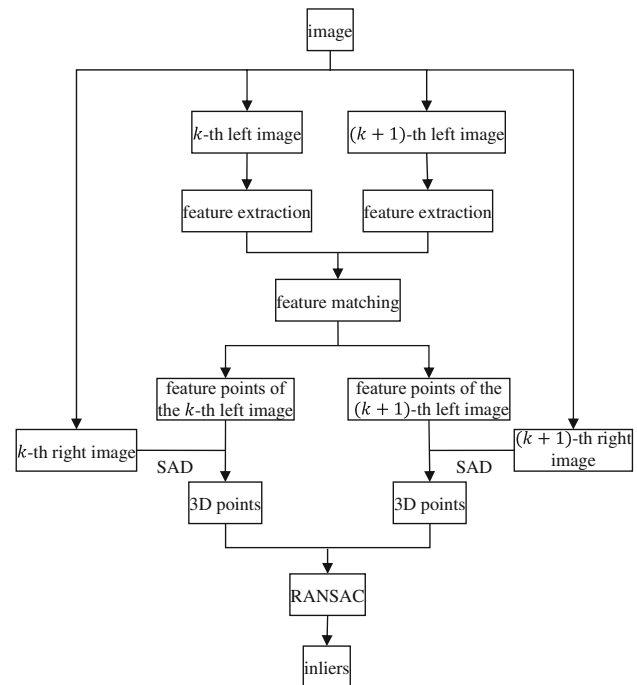 image
k-th left image
(k + 1)-th left image
feature extraction
feature extraction
feature matching
feature points of
the k-th left image
feature points of the
(k + 1)-th left image
k-th right image
(k + 1)-th right
image
SAD
SAD
3D points
3D points
RANSAC
inliers